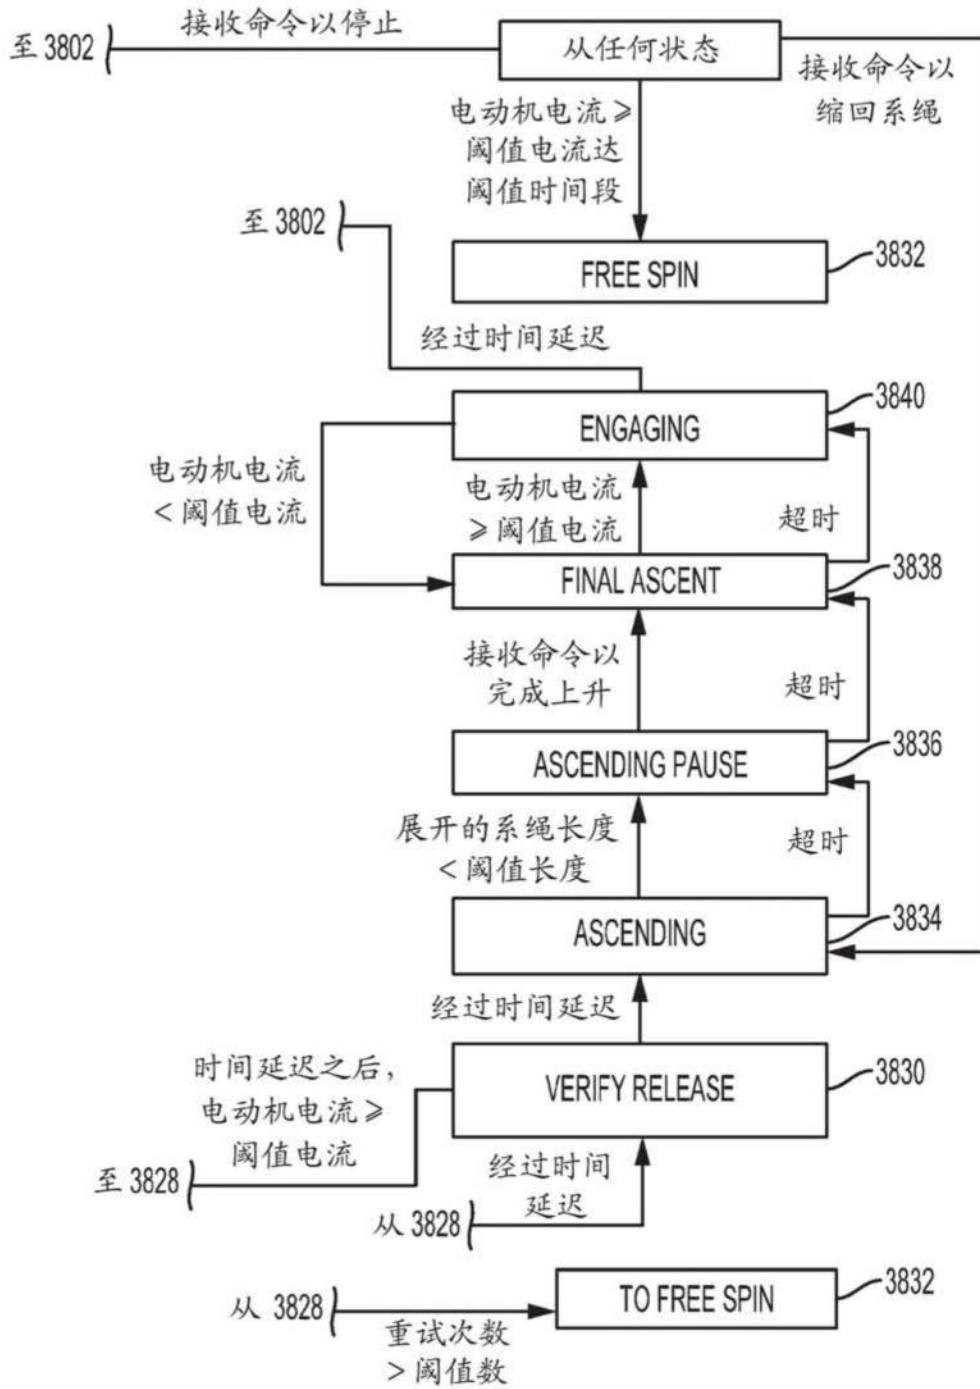 接收命令以停止
至 3802
从任何状态
接收命令以
缩回系绳
电动机电流≥
阈值电流达
阈值时间段
至 3802
3832
FREE SPIN
经过时间延迟
3840
ENGAGING
电动机电流
<阈值电流
电动机电流
≥阈值电流
超时
3838
FINAL ASCENT
接收命令以
完成上升
超时
3836
ASCENDING PAUSE
展开的系绳长度
<阈值长度
超时
3834
ASCENDING
经过时间延迟
时间延迟之后,
电动机电流≥
阈值电流
3830
VERIFY RELEASE
至 3828
经过时间
延迟
从 3828
3832
TO FREE SPIN
从 3828
重试次数
>阈值数